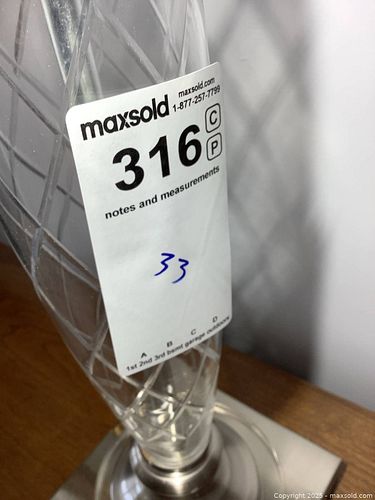 maxsold maxsold.com
1-877-257-7799
316 C
P
notes and measurements
33
A B C D
1st 2nd 3rd bsmt garage outdoors
Copyright 2025 - maxsold.com